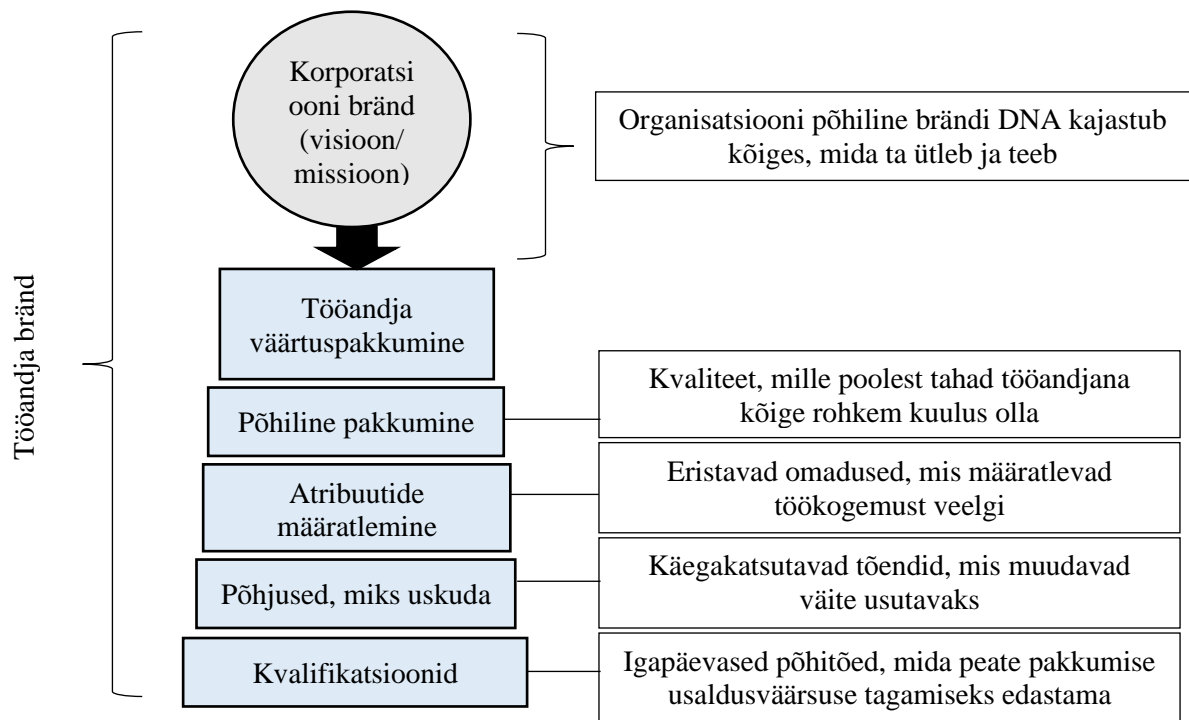 Tööandja bränd
Korporatsi
ooni bränd
(visioon/
missioon)
Organisatsiooni põhiline brändi DNA kajastub
kõiges, mida ta ütleb ja teeb
Tööandja
väärtuspakkumine
Põhiline pakkumine
Kvaliteet, mille poolest tahad tööandjana
kõige rohkem kuulus olla
Atribuutide
määratlemine
Eristavad omadused, mis määratlevad
töökogemust veelgi
Põhjused, miks uskuda
Käegakatsutavad tõendid, mis muudavad
väite usutavaks
Kvalifikatsioonid
Igapäevased põhitõed, mida peate pakkumise
usaldusväärsuse tagamiseks edastama